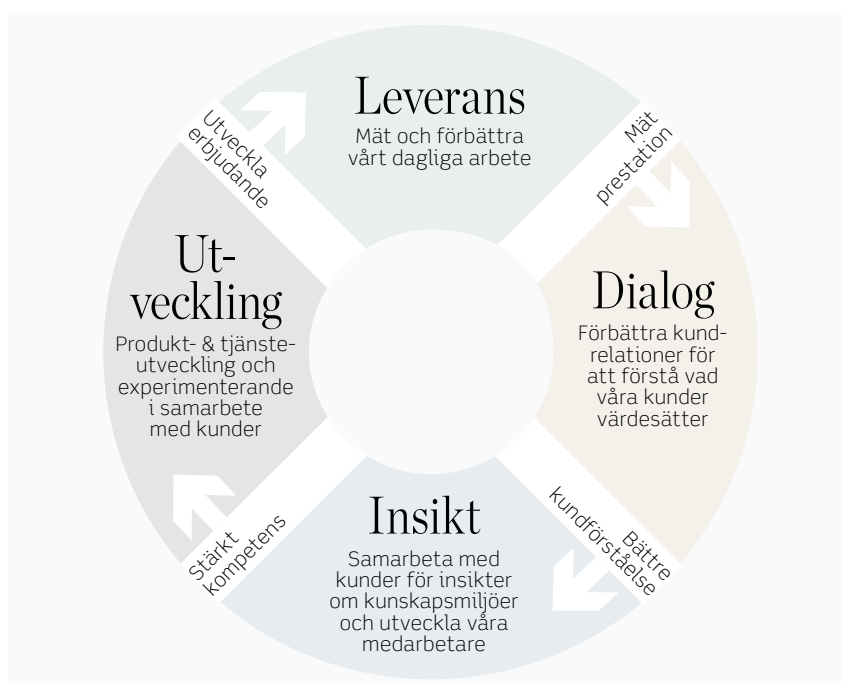 Leverans
Mät och förbättra
vårt dagliga arbete
Mät
prestation
Dialog
Förbättra kund-
relationer för
att förstå vad
våra kunder
värdesätter
Bättre
kundförståelse
Insikt
Samarbeta med
kunder för insikter
om kunskapsmiljöer
och utveckla våra
medarbetare
Stärkt
kompetens
Ut-
veckling
Produkt- & tjänste-
utveckling och
experimenterande
i samarbete
med kunder
Utveckla
erbjudande